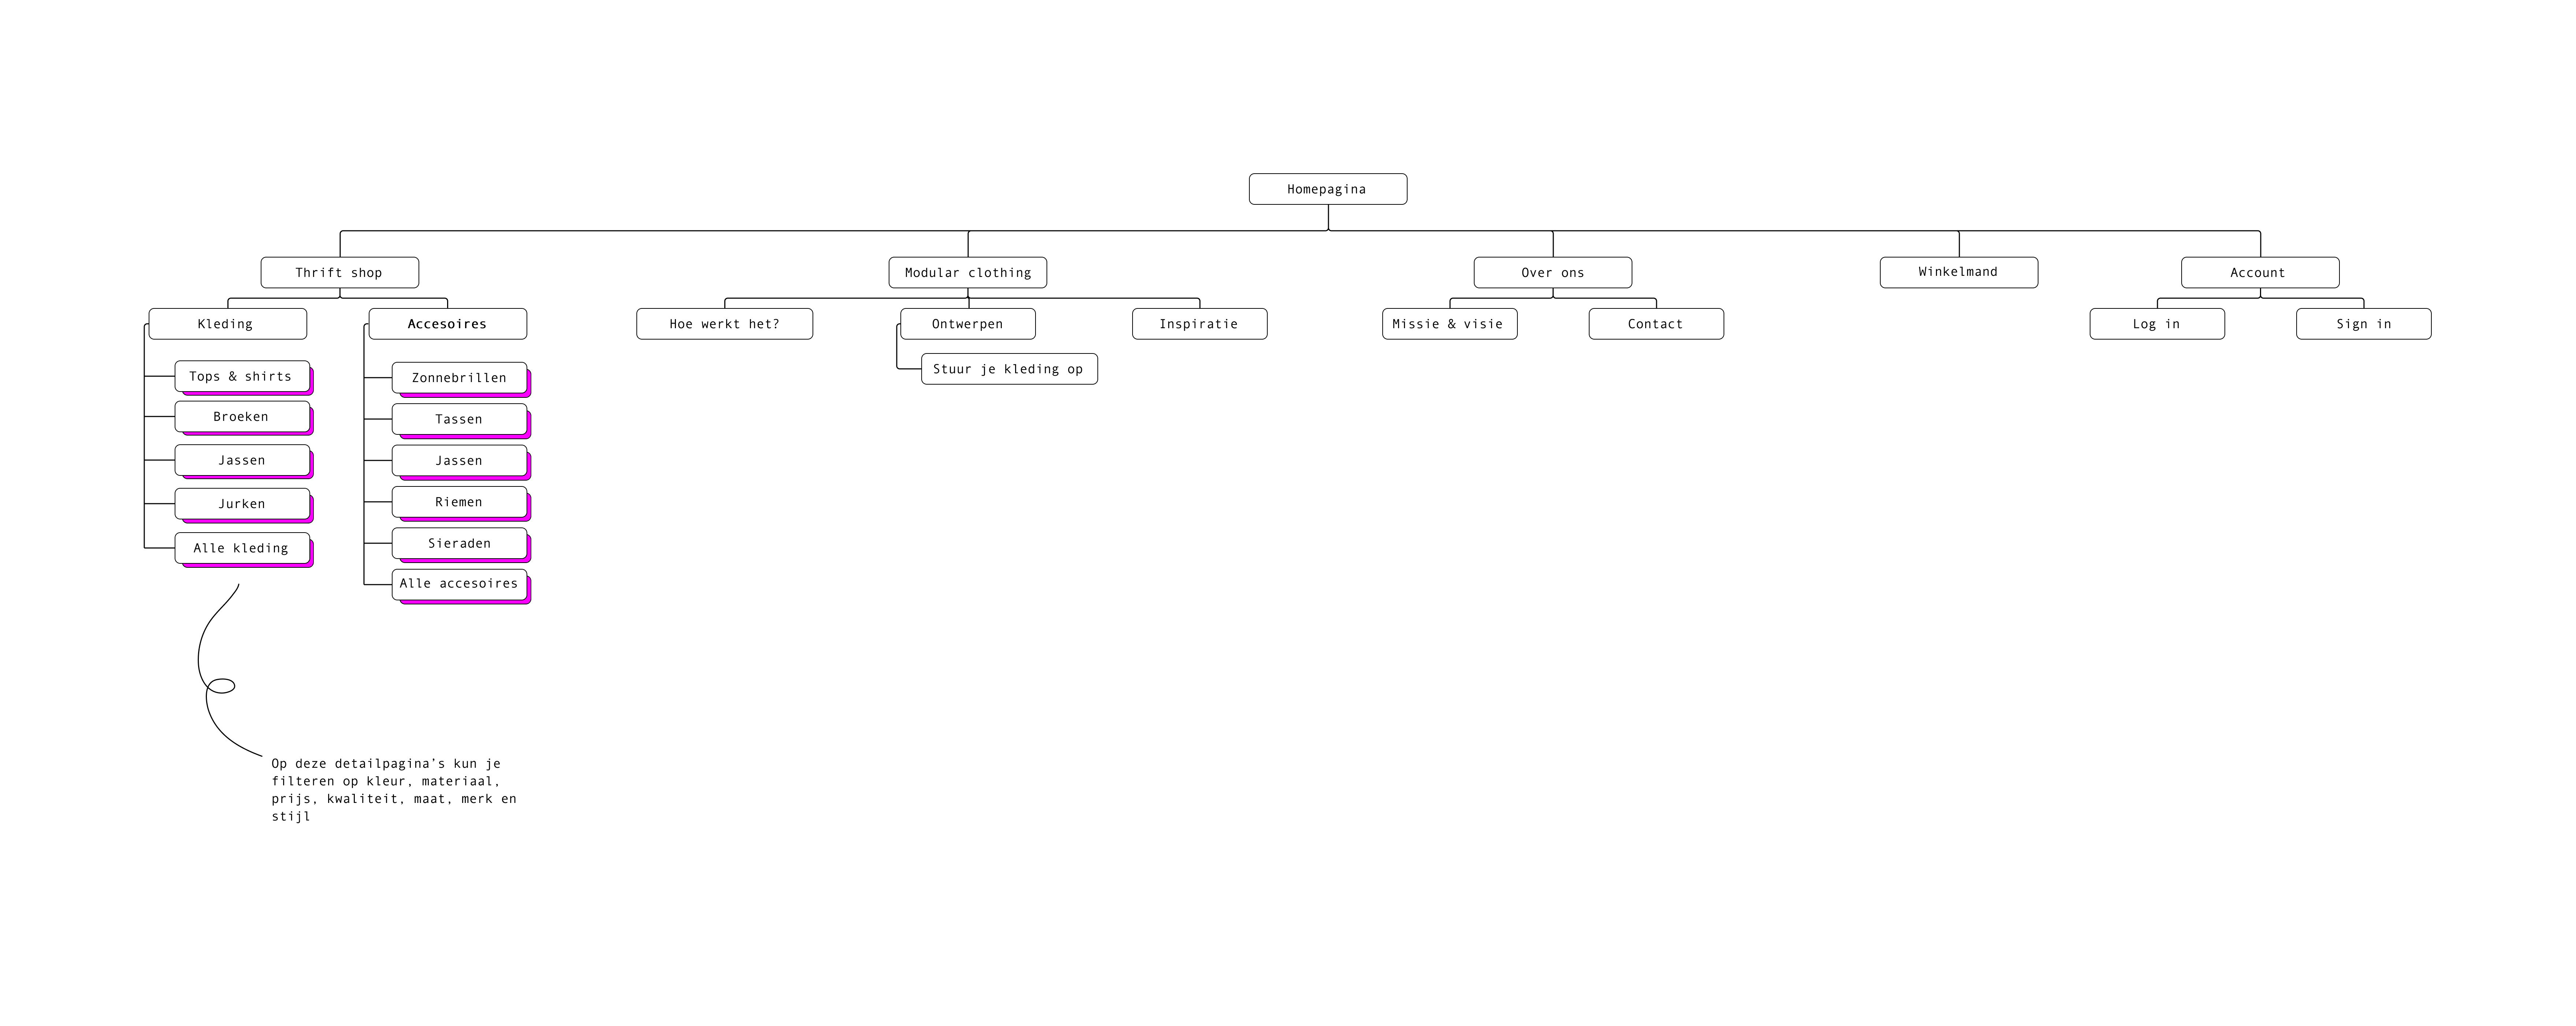 Homepagina
Thrift shop
Modular clothing
Over ons
Winkelmand
Account
Kleding
Accesoires
Hoe werkt het?
Ontwerpen
Inspiratie
Missie & visie
Contact
Log in
Sign in
Stuur je kleding op
Tops & shirts
Broeken
Jassen
Jurken
Alle kleding
Zonnebrillen
Tassen
Jassen
Riemen
Sieraden
Alle accesoires
Op deze detailpagina's kun je
filteren op kleur, materiaal,
prijs, kwaliteit, maat, merk en
stijl